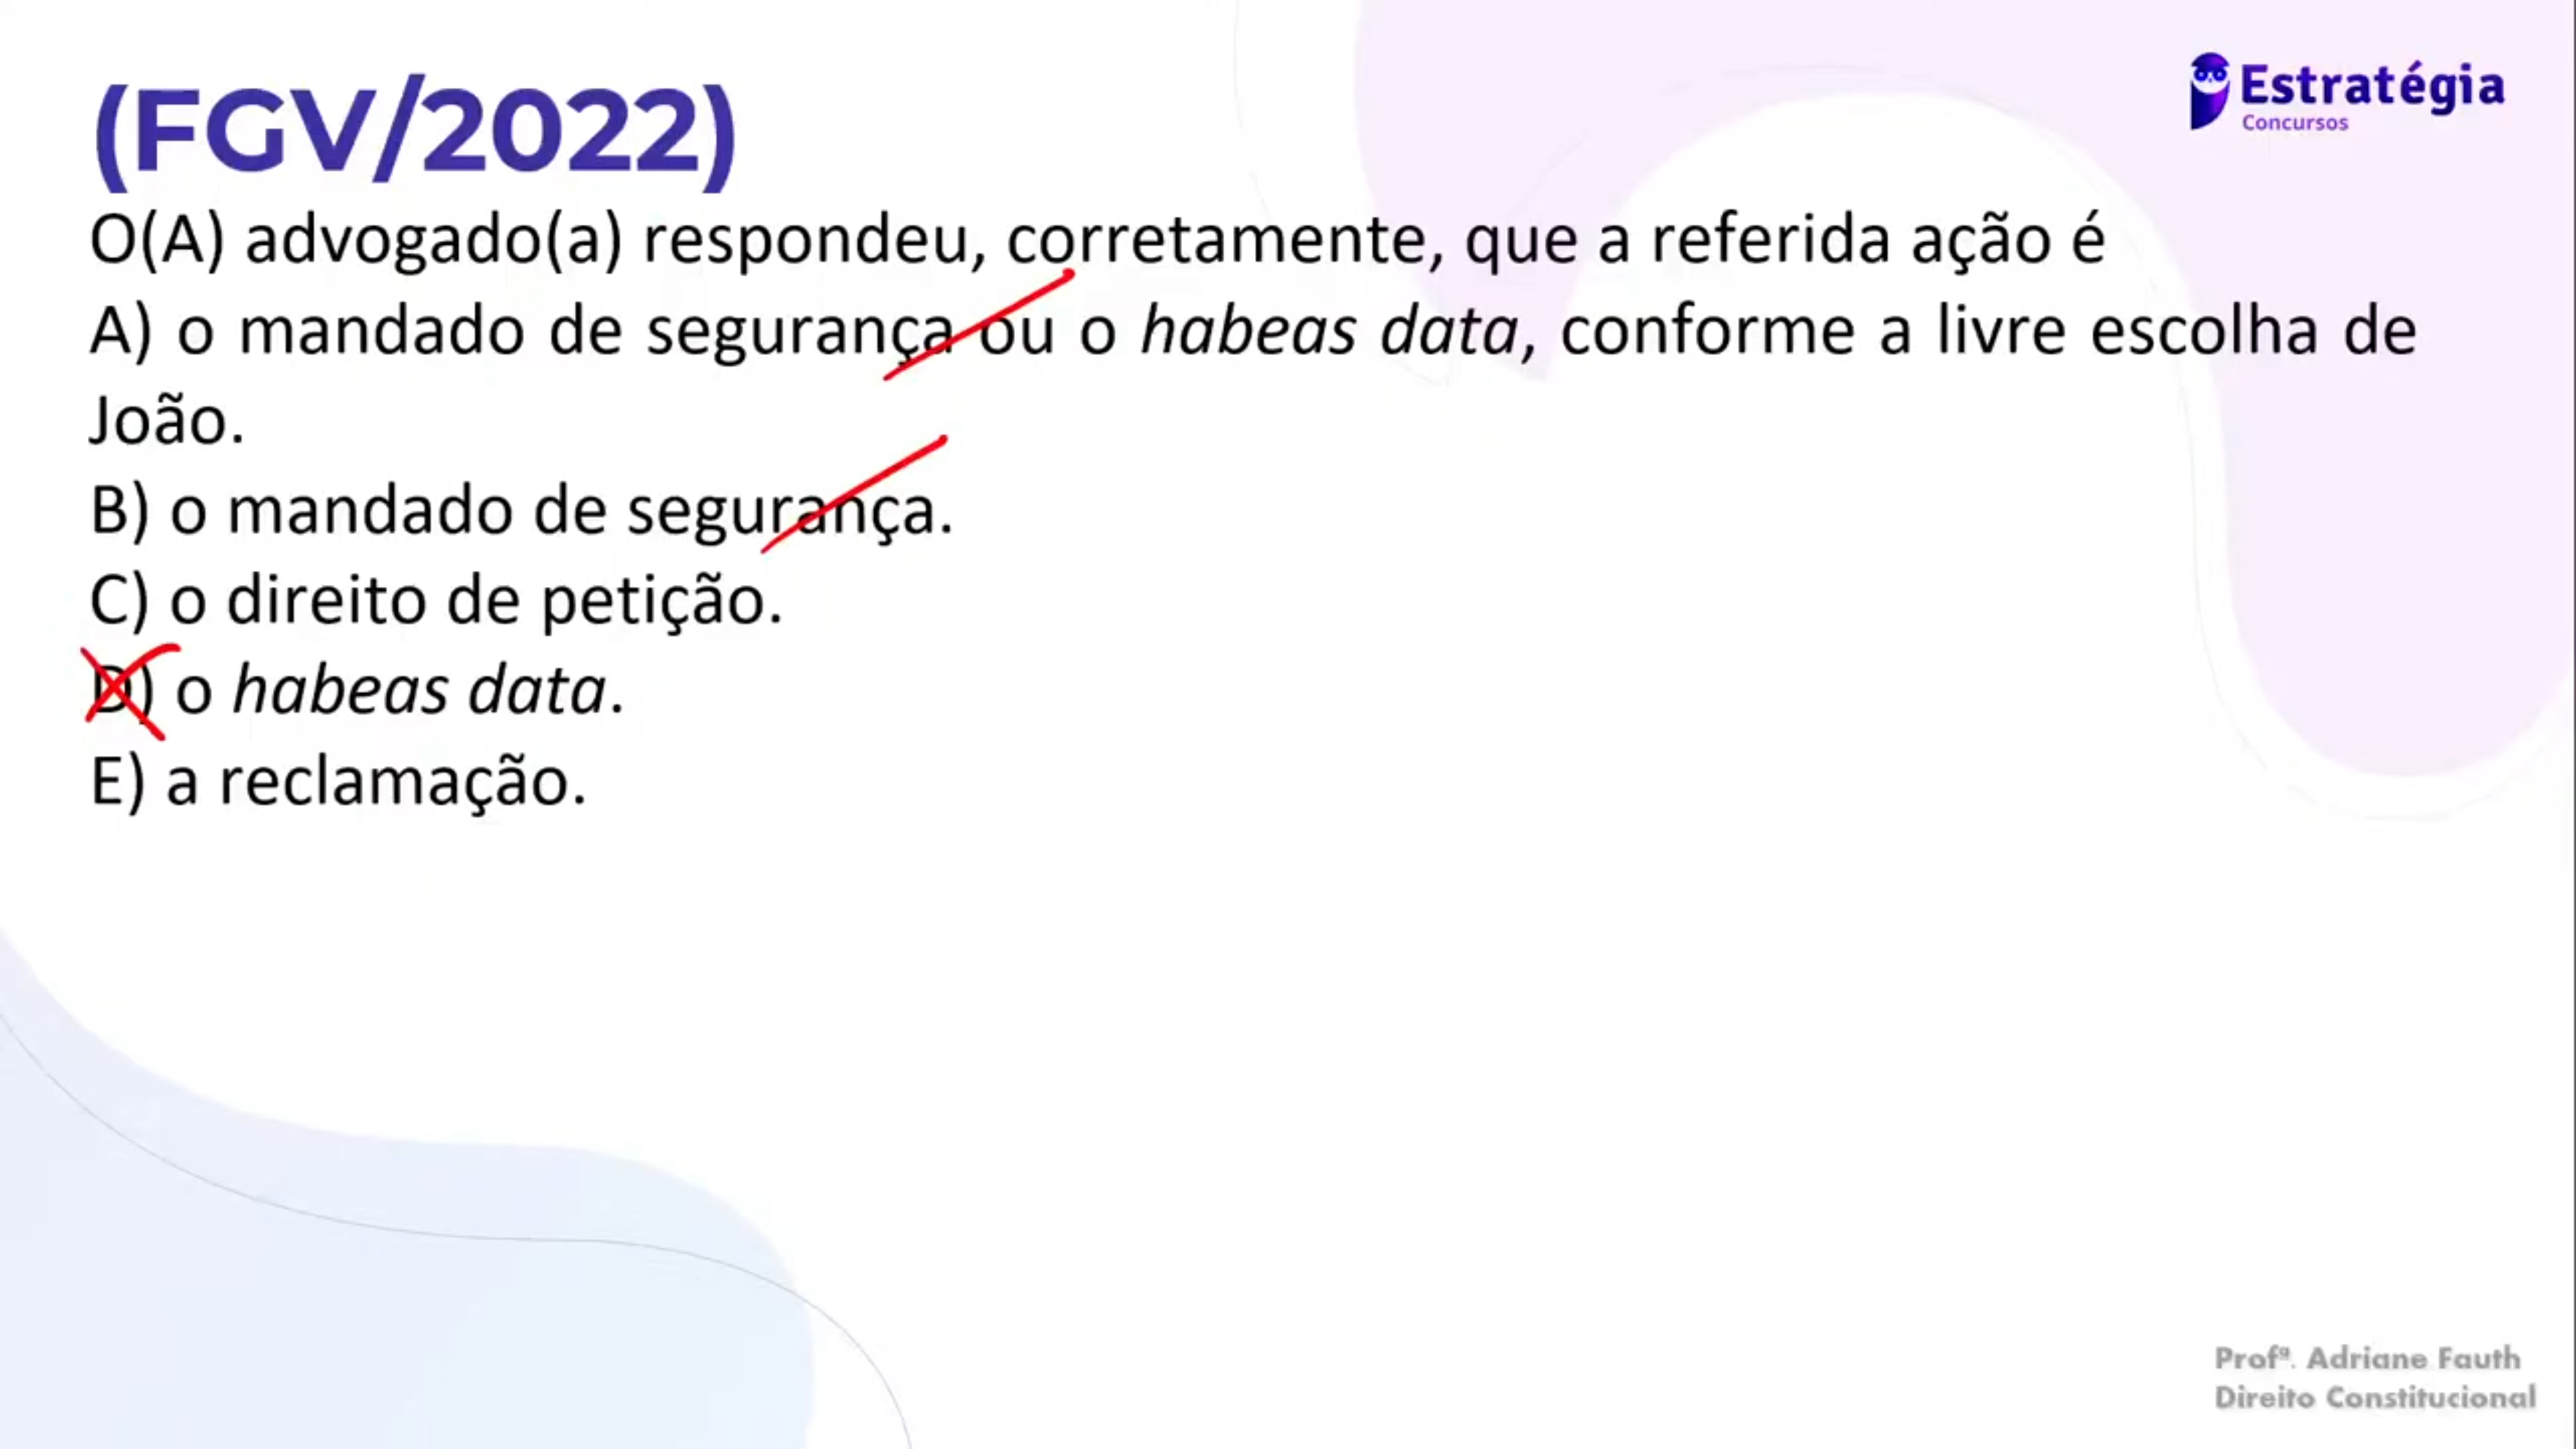 (FGV/2022)
Estratégia
Concursos
O(A) advogado(a) respondeu, corretamente, que a referida ação é
A) o mandado de segurança ou o habeas data, conforme a livre escolha de
João.
B) o mandado de segurança.
C) o direito de petição.
D) o habeas data.
E) a reclamação.
Profª. Adriane Fauth
Direito Constitucional